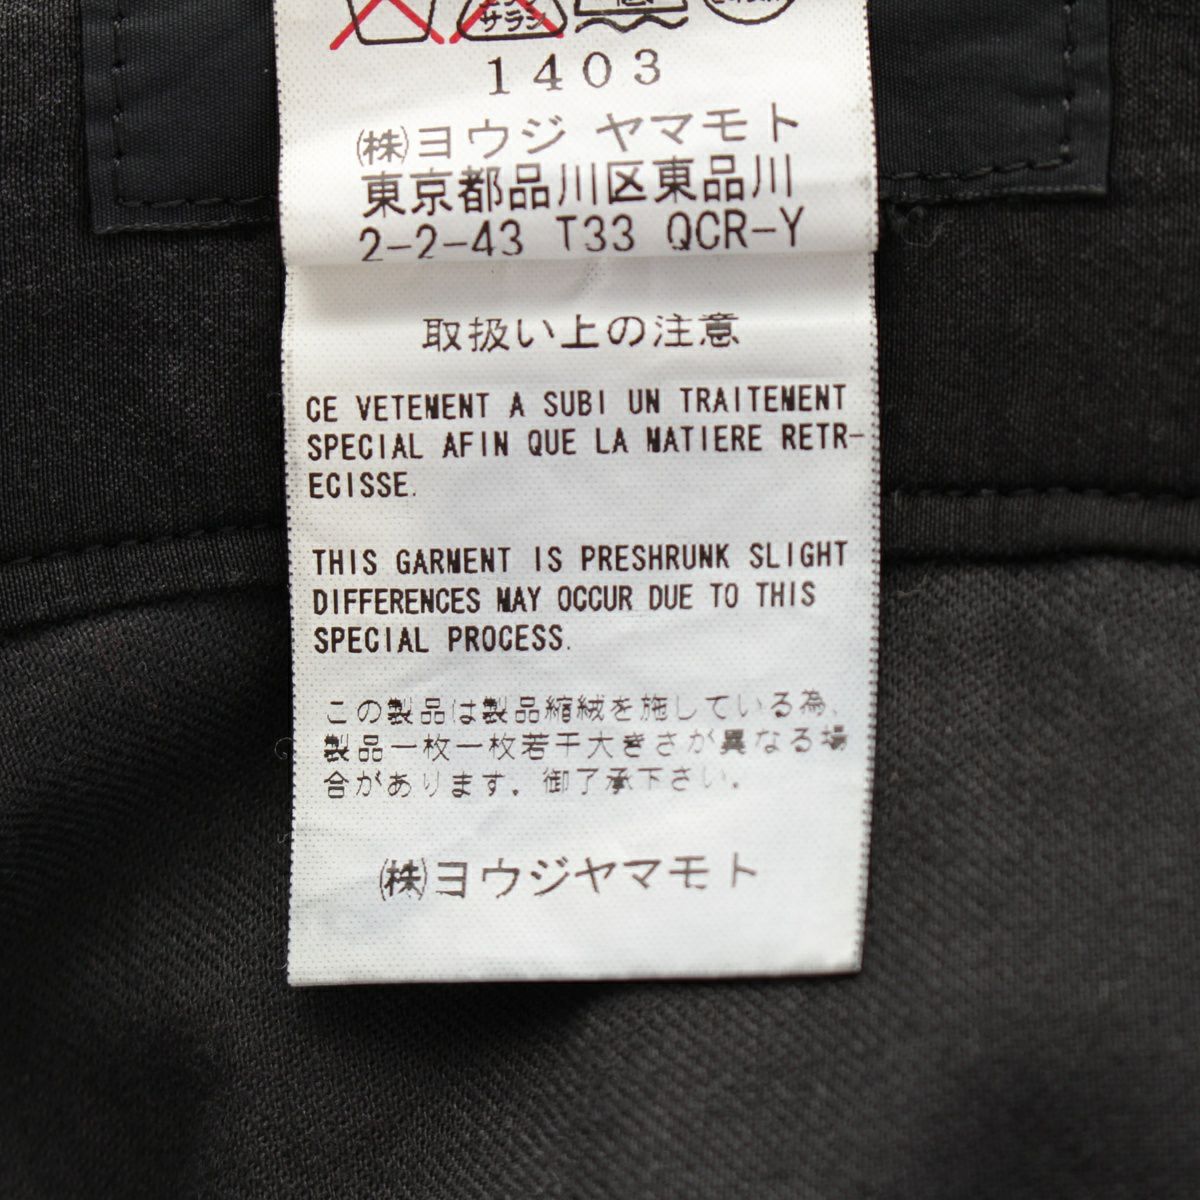 サラシ
1403
㈱ヨウジ ヤマモト
東京都品川区東品川
2-2-43 T33 QCR-Y
取扱い上の注意
CE VETEMENT A SUBI UN TRAITEMENT
SPECIAL AFIN QUE LA MATIERE RETR-
ECISSE.
THIS GARMENT IS PRESHRUNK SLIGHT
DIFFERENCES MAY OCCUR DUE TO THIS
SPECIAL PROCESS.
この製品は製品縮絨を施している為、
製品一枚一枚若干大きさが異なる場
合があります。御了承下さい。
㈱ヨウジヤマモト